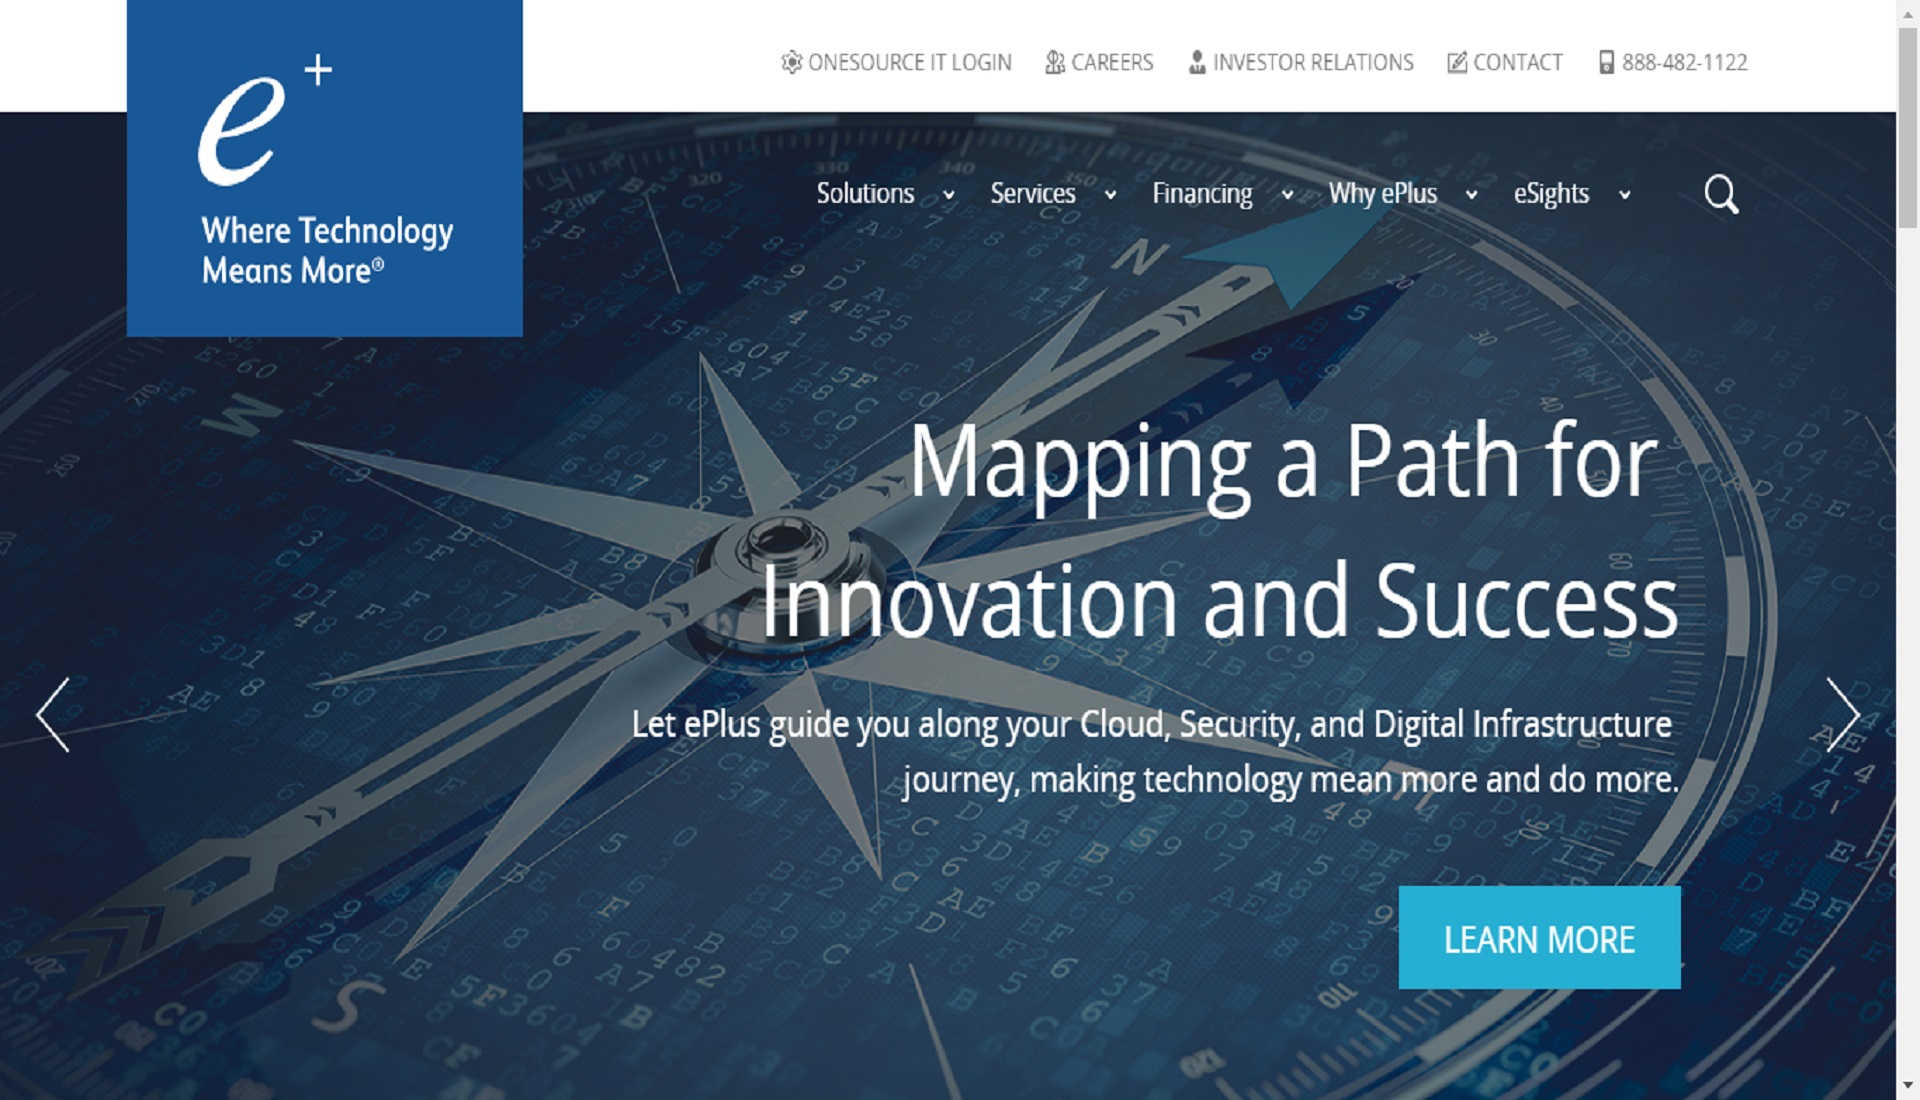 e+
Where Technology
Means More®
ONESOURCE IT LOGIN CAREERS INVESTOR RELATIONS CONTACT 888-482-1122
Solutions Services Financing Why ePlus eSights
Mapping a Path for
Innovation and Success
Let ePlus guide you along your Cloud, Security, and Digital Infrastructure
journey, making technology mean more and do more.
LEARN MORE
N
W
S